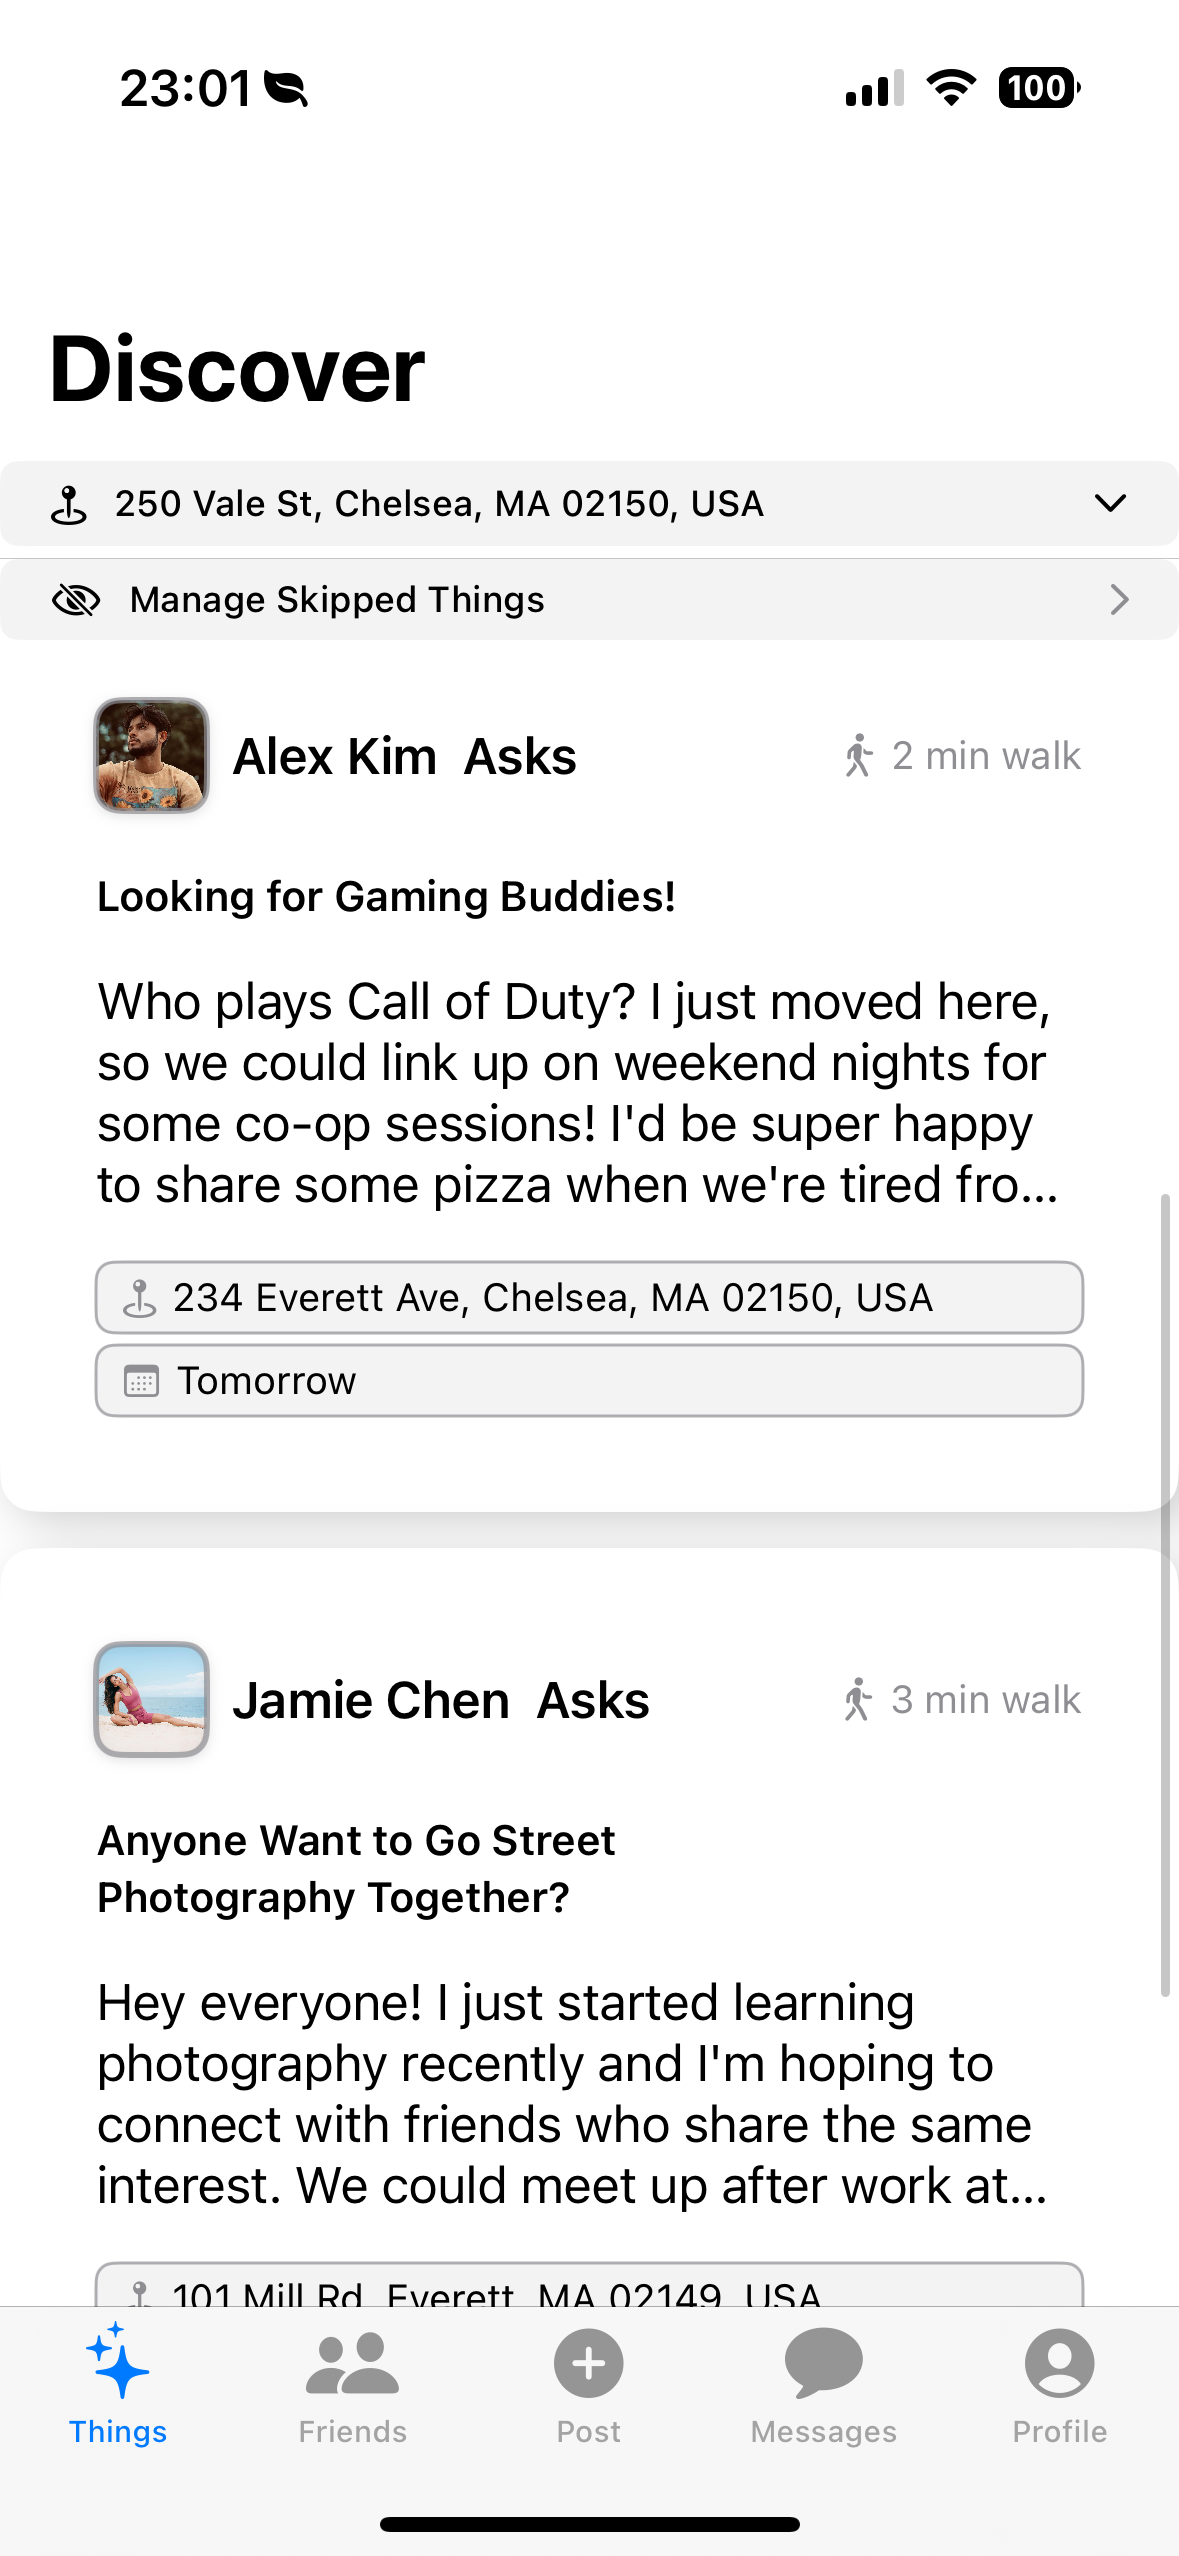 23:01
100
Discover
250 Vale St, Chelsea, MA 02150, USA
Manage Skipped Things
Alex Kim Asks
2 min walk
Looking for Gaming Buddies!
Who plays Call of Duty? I just moved here,
so we could link up on weekend nights for
some co-op sessions! I'd be super happy
to share some pizza when we're tired fro...
234 Everett Ave, Chelsea, MA 02150, USA
Tomorrow
Jamie Chen Asks
3 min walk
Anyone Want to Go Street
Photography Together?
Hey everyone! I just started learning
photography recently and I'm hoping to
connect with friends who share the same
interest. We could meet up after work at...
101 Mill Rd, Everett, MA 02149, USA
Things
Friends
Post
Messages
Profile